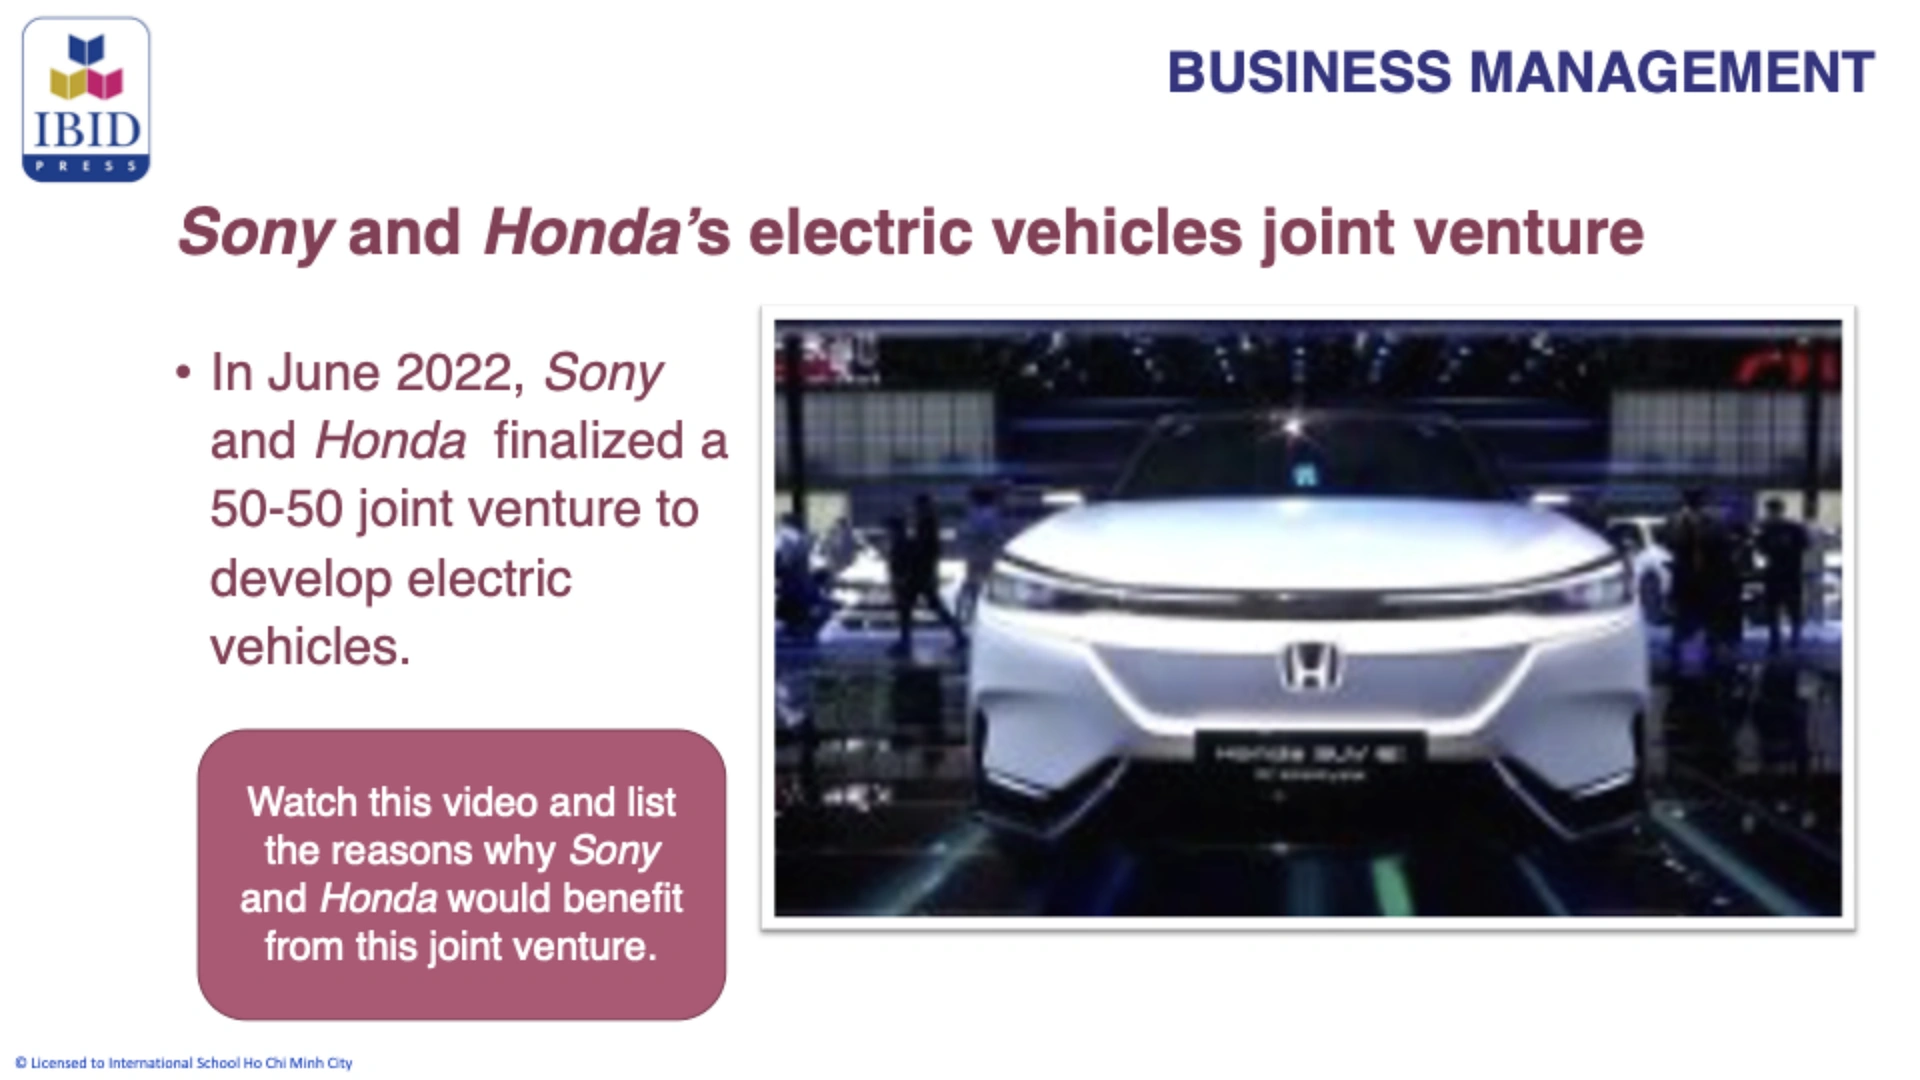 IBID
PRESS
BUSINESS MANAGEMENT
Sony and Honda’s electric vehicles joint venture
• In June 2022, Sony
and Honda finalized a
50-50 joint venture to
develop electric
vehicles.
Watch this video and list
the reasons why Sony
and Honda would benefit
from this joint venture.
Honda SUV e:
© Licensed to International School Ho Chi Minh City